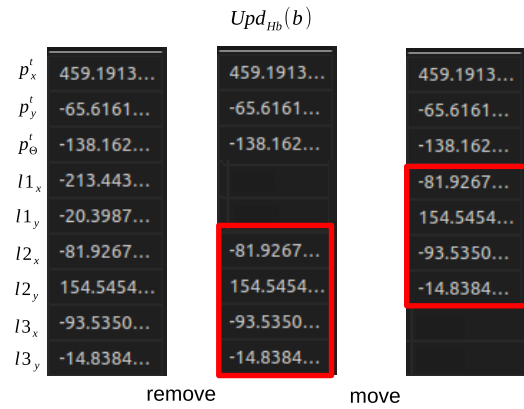 Upd_Hb(b)
p_x^t 459.1913... 459.1913... 459.1913...
p_y^t -65.6161... -65.6161... -65.6161...
p_Θ^t -138.162... -138.162... -138.162...
l1_x -213.443... -81.9267...
l1_y -20.3987... 154.5454...
l2_x -81.9267... -81.9267... -93.5350...
l2_y 154.5454... 154.5454... -14.8384...
l3_x -93.5350... -93.5350...
l3_y -14.8384... -14.8384...
remove move